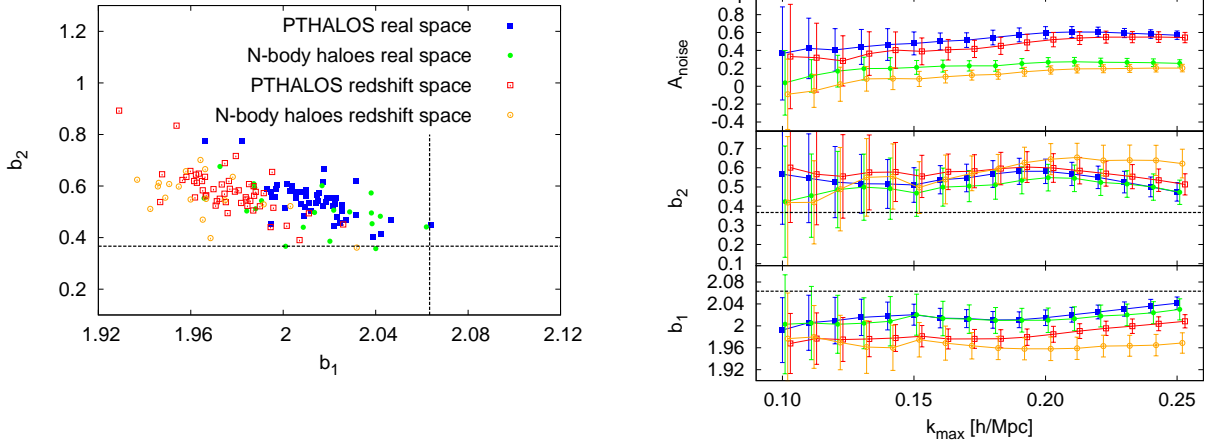 PTHALOS real space
N-body haloes real space
PTHALOS redshift space
N-body haloes redshift space
b2
1.2
1
0.8
0.6
0.4
0.2
1.92 1.96 2 2.04 2.08 2.12
b1
Anoise
1
0.8
0.6
0.4
0.2
0
-0.2
-0.4
b2
0.7
0.6
0.5
0.4
0.3
0.2
0.1
b1
2.08
2.04
2
1.96
1.92
0.10 0.15 0.20 0.25
kmax [h/Mpc]